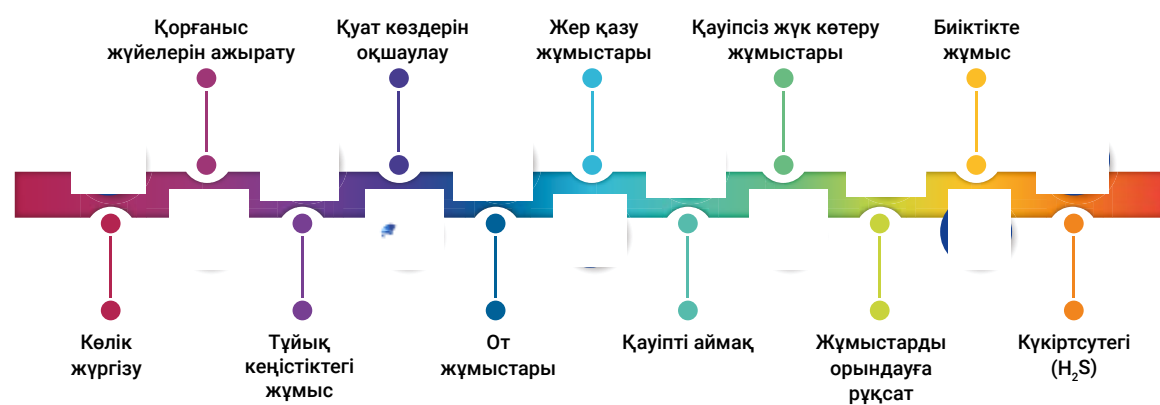 Қорғаныс
жүйелерін ажырату
Қуат көздерін
оқшаулау
Жер қазу
жұмыстары
Қауіпсіз жүк көтеру
жұмыстары
Биіктікте
жұмыс
Көлік
жүргізу
Тұйық
кеңістіктегі
жұмыс
От
жұмыстары
Қауіпті аймақ
Жұмыстарды
орындауға
рұқсат
Күкіртсутегі
(H₂S)